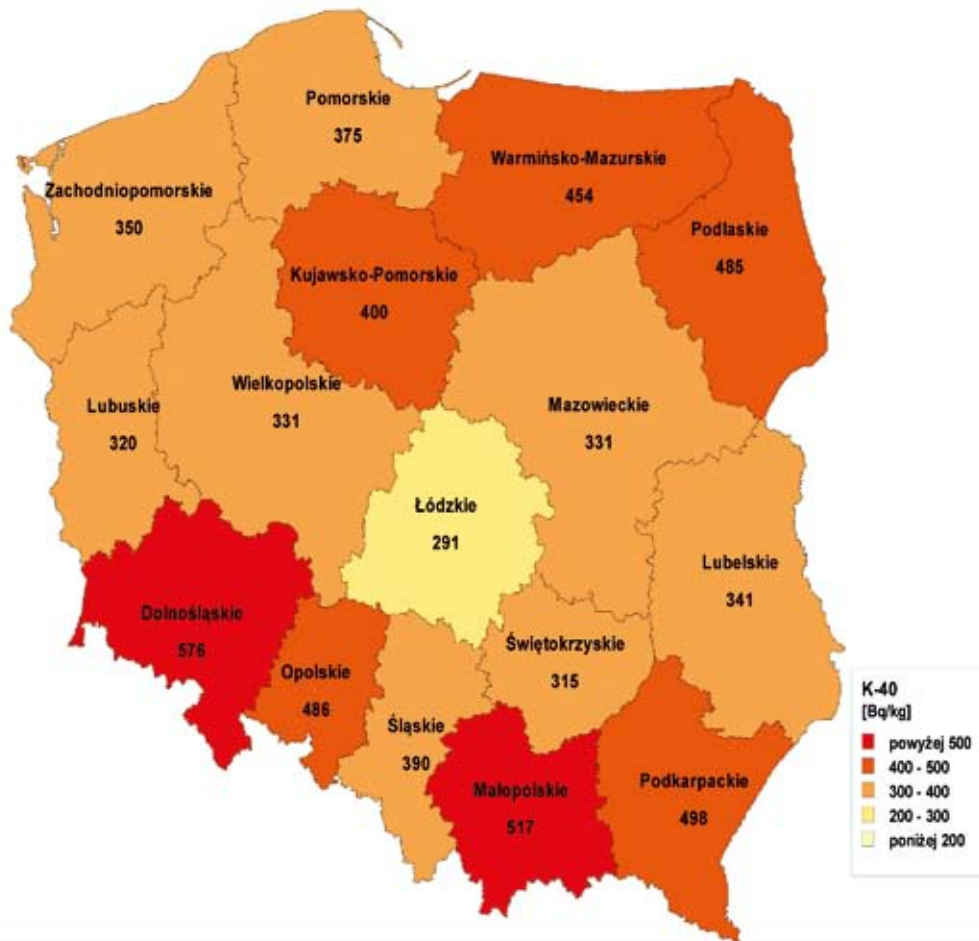 Pomorskie
375
Warmińsko-Mazurskie
454
Zachodniopomorskie
350
Podlaskie
485
Kujawsko-Pomorskie
400
Wielkopolskie
331
Mazowieckie
331
Lubuskie
320
Łódzkie
291
Lubelskie
341
Dolnośląskie
576
Opolskie
486
Świętokrzyskie
315
Śląskie
390
Małopolskie
517
Podkarpackie
498
K-40
[Bq/kg]
powyżej 500
400 - 500
300 - 400
200 - 300
poniżej 200